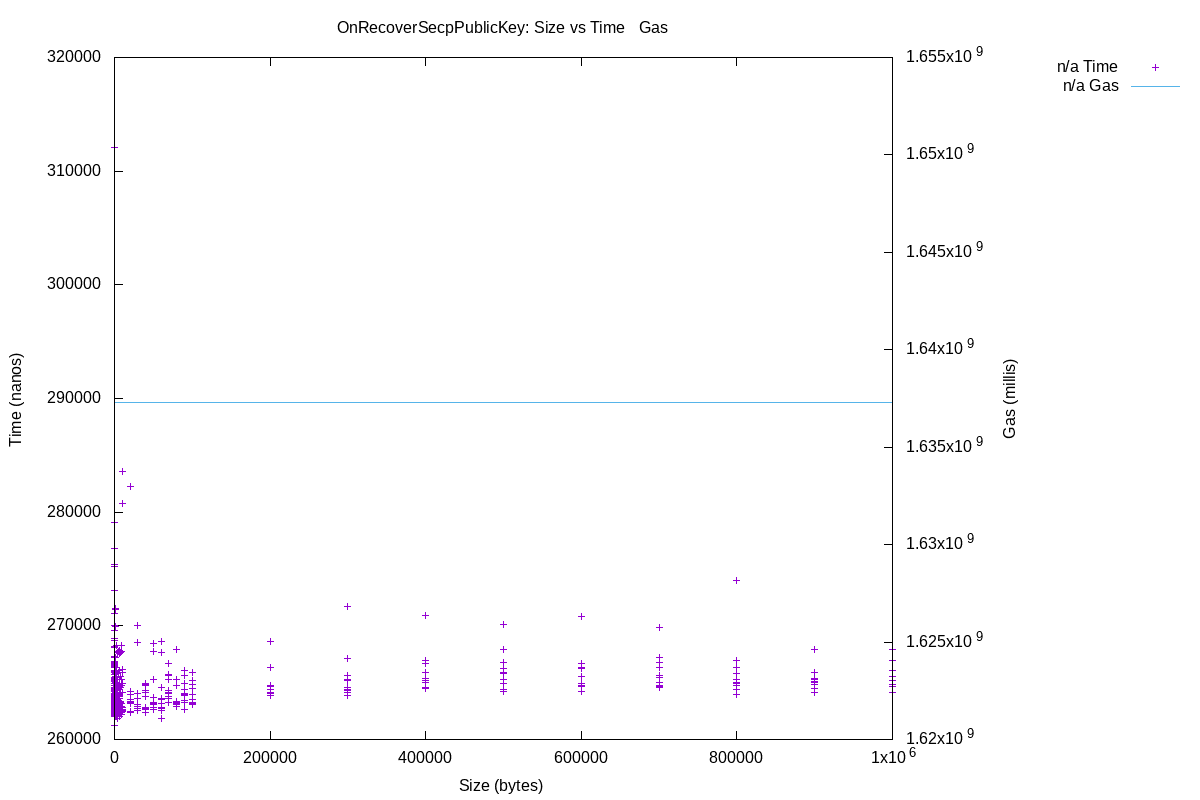 OnRecoverSecpPublicKey: Size vs Time Gas
n/a Time
n/a Gas
320000
310000
300000
290000
280000
270000
260000
Time (nanos)
1.655x10 9
1.65x10 9
1.645x10 9
1.64x10 9
1.635x10 9
1.63x10 9
1.625x10 9
1.62x10 9
Gas (millis)
0
200000
400000
600000
800000
1x10 6
Size (bytes)